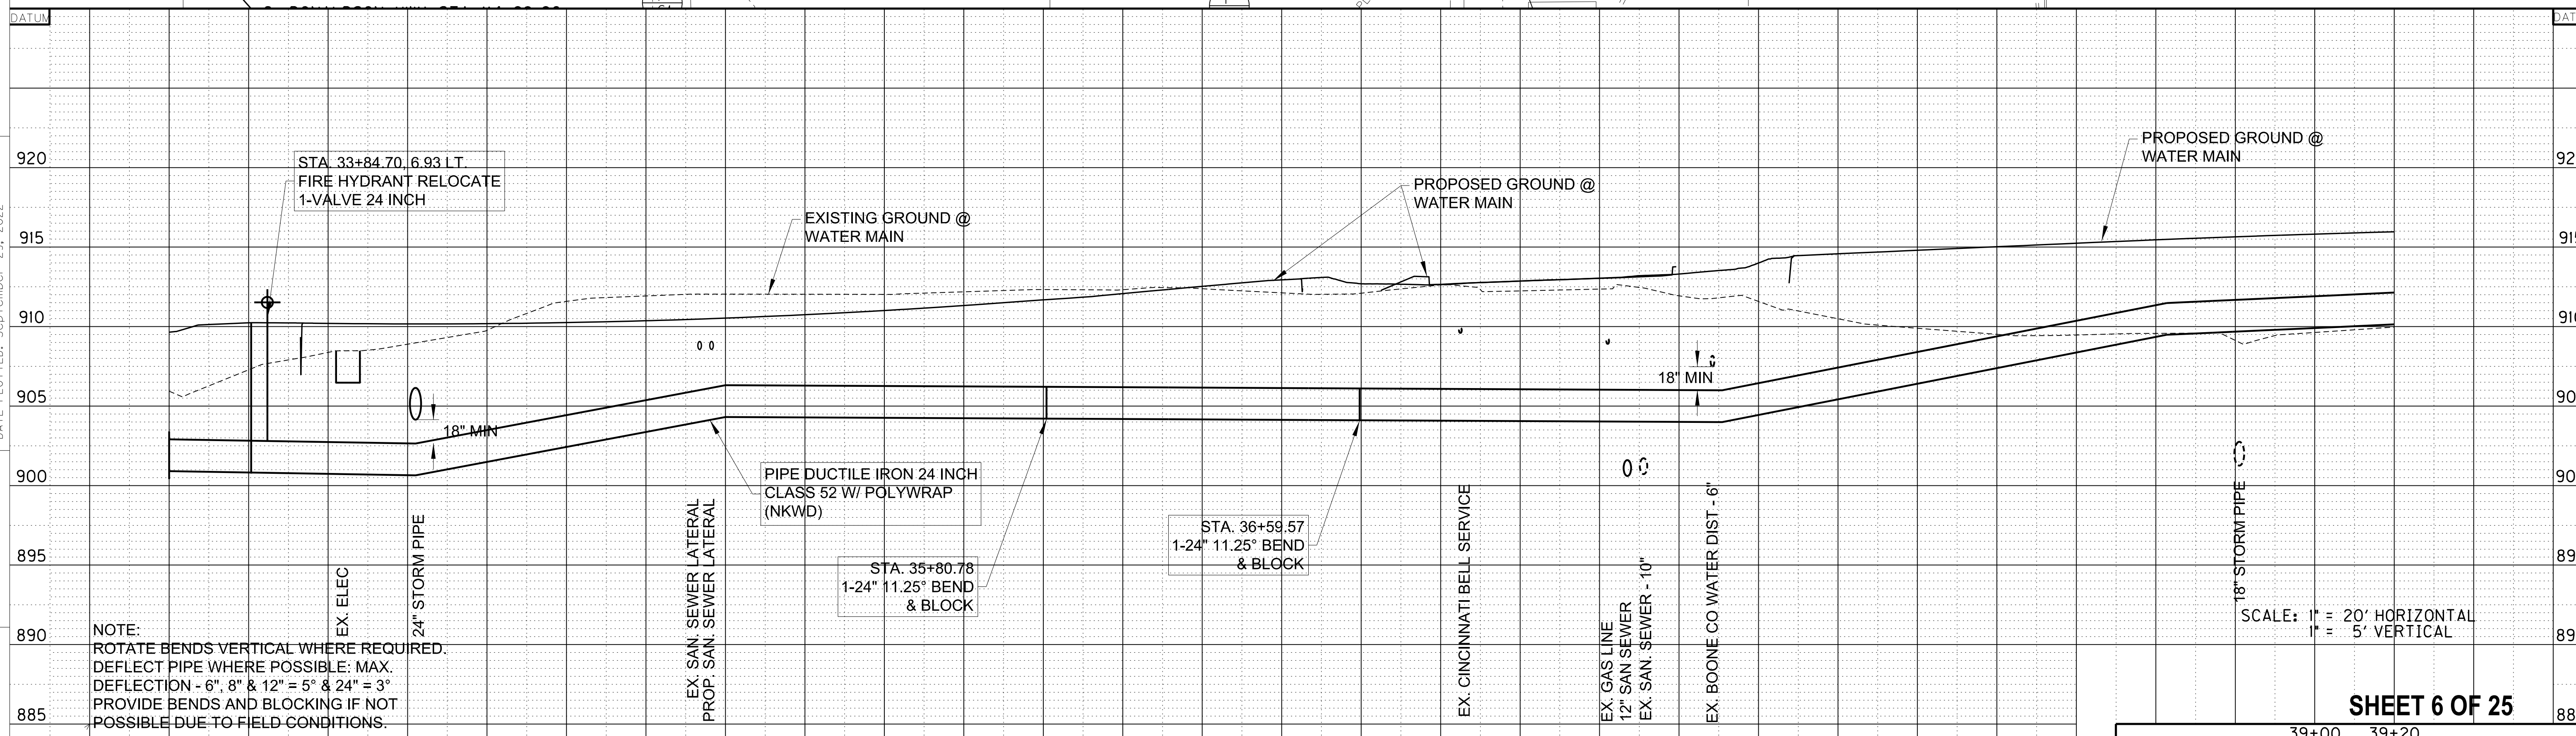 DATUM
920
915
910
905
900
895
890
885
STA. 33+84.70, 6.93 LT.
FIRE HYDRANT RELOCATE
1-VALVE 24 INCH
EXISTING GROUND @
WATER MAIN
PROPOSED GROUND @
WATER MAIN
PROPOSED GROUND @
WATER MAIN
18" MIN
18" MIN
PIPE DUCTILE IRON 24 INCH
CLASS 52 W/ POLYWRAP
(NKWD)
STA. 35+80.78
1-24" 11.25° BEND
& BLOCK
STA. 36+59.57
1-24" 11.25° BEND
& BLOCK
EX. ELEC
24" STORM PIPE
EX. SAN. SEWER LATERAL
PROP. SAN. SEWER LATERAL
EX. CINCINNATI BELL SERVICE
EX. GAS LINE
12" SAN SEWER
EX. SAN. SEWER - 10"
EX. BOONE CO WATER DIST - 6"
18" STORM PIPE
NOTE:
ROTATE BENDS VERTICAL WHERE REQUIRED.
DEFLECT PIPE WHERE POSSIBLE: MAX.
DEFLECTION - 6", 8" & 12" = 5° & 24" = 3°
PROVIDE BENDS AND BLOCKING IF NOT
POSSIBLE DUE TO FIELD CONDITIONS.
SCALE: 1" = 20' HORIZONTAL
1" = 5' VERTICAL
SHEET 6 OF 25
39+00 39+20